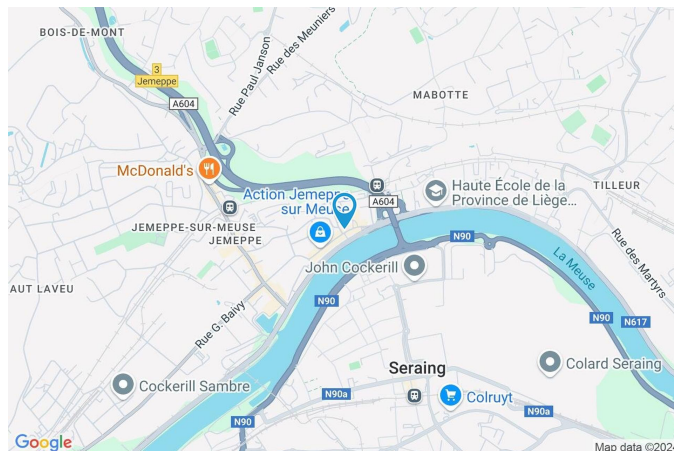 BOIS-DE-MONT
Rue des Meuniers
Rue Paul Janson
3
Jemeppe
A604
MABOTTE
McDonald's
Haute École de la
Province de Liège...
TILLEUR
Action Jemeppe
sur Meuse
A604
JEMEPPE-SUR-MEUSE
JEMEPPE
N90
La Meuse
Rue des Martyrs
John Cockerill
AUT LAVEU
N90
N90
N617
Rue G. Baivy
Colard Seraing
Seraing
Cockerill Sambre
N90a
Colruyt
N90a
N90
Google
Map data ©2024